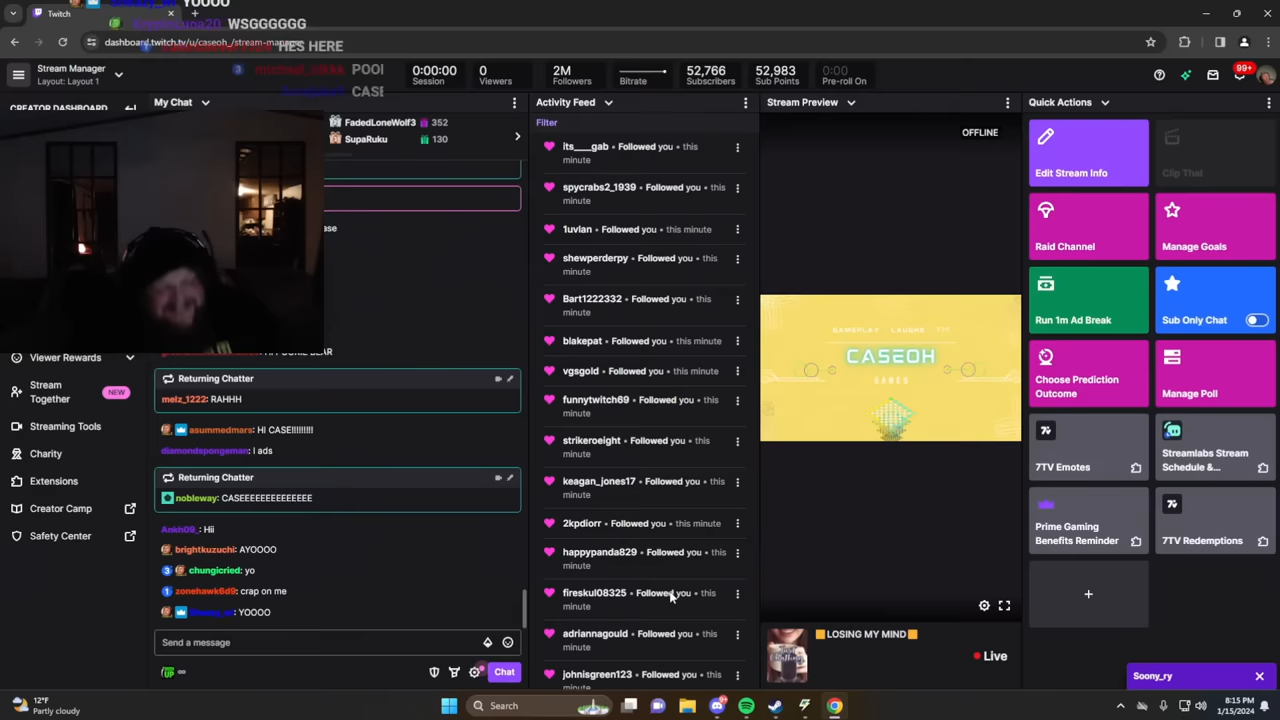 YOOOO
WSGGGGGG
HES HERE
POOI
CASE
Twitch
dashboard.twitch.tv/u/caseoh_/stream-manager
Stream Manager
Layout: Layout 1
0:00:00
Session
0
Viewers
2M
Followers
Bitrate
52,766
Subscribers
52,983
Sub Points
0:00
Pre-roll On
99+
CREATOR DASHBOARD
Viewer Rewards
Stream
Together
NEW
Streaming Tools
Charity
Extensions
Creator Camp
Safety Center
My Chat
FadedLoneWolf3 352
SupaRuku 130
Returning Chatter
melz_1222: RAHHH
asummedmars: HI CASE!!!!!!!!!
diamondspongeman: I ads
Returning Chatter
nobleway: CASEEEEEEEEEEEEEE
Ankh09_: Hii
brightkuzuchi: AYOOOO
3 chungicried: yo
1 zonehawk6d9: crap on me
YOOOO
Send a message
Chat
Activity Feed
Filter
its___gab • Followed you • this
minute
spycrabs2_1939 • Followed you • this
minute
1uvian • Followed you • this minute
shewperderpy • Followed you • this
minute
Bart1222332 • Followed you • this
minute
blakepat • Followed you • this minute
vgsgold • Followed you • this minute
funnytwitch69 • Followed you • this
minute
strikeroeight • Followed you • this
minute
keagan_jones17 • Followed you • this
minute
2kpdiorr • Followed you • this minute
happypanda829 • Followed you • this
minute
fireskul08325 • Followed you • this
minute
adriannagould • Followed you • this
minute
johnisgreen123 • Followed you • this
Stream Preview
OFFLINE
GAMEPLAY LAUGHS
CASEOH
GAMES
LOSING MY MIND
Live
Quick Actions
Edit Stream Info
Clip That
Raid Channel
Manage Goals
Run 1m Ad Break
Sub Only Chat
Choose Prediction
Outcome
Manage Poll
7TV Emotes
Streamlabs Stream
Schedule &...
Prime Gaming
Benefits Reminder
7TV Redemptions
Soony_ry
12°F
Partly cloudy
Search
8:15 PM
1/15/2024